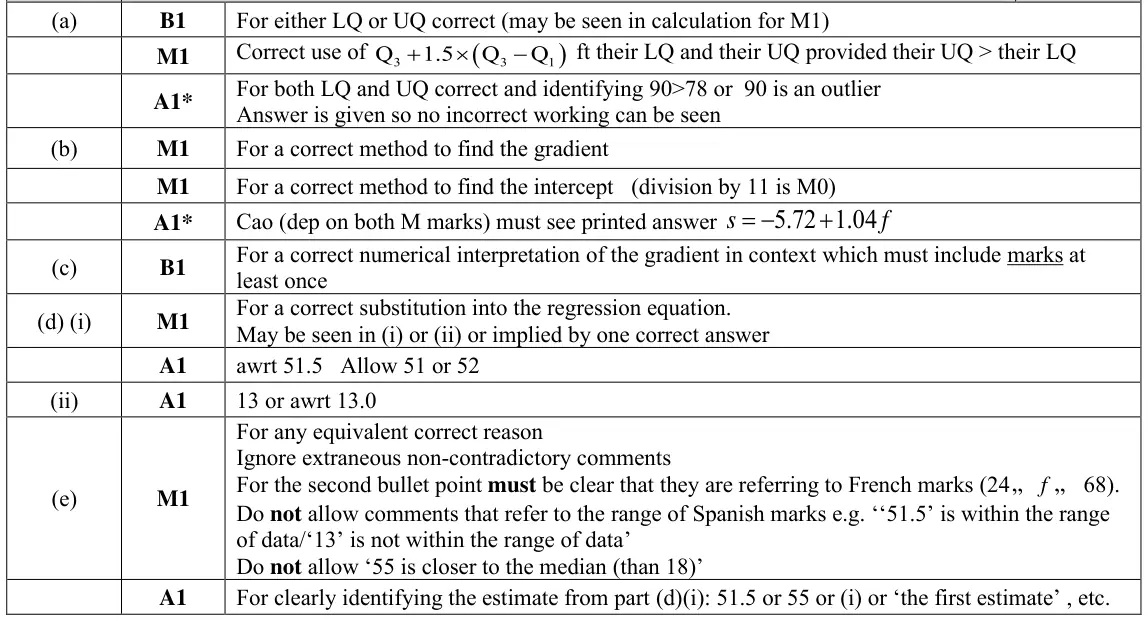 (a) B1 For either LQ or UQ correct (may be seen in calculation for M1)
M1 Correct use of Q₃ +1.5×(Q₃ −Q₁) ft their LQ and their UQ provided their UQ > their LQ
A1* For both LQ and UQ correct and identifying 90>78 or 90 is an outlier
Answer is given so no incorrect working can be seen
(b) M1 For a correct method to find the gradient
M1 For a correct method to find the intercept (division by 11 is M0)
A1* Cao (dep on both M marks) must see printed answer s = −5.72+1.04f
(c) B1 For a correct numerical interpretation of the gradient in context which must include marks at
least once
(d) (i) M1 For a correct substitution into the regression equation.
May be seen in (i) or (ii) or implied by one correct answer
A1 awrt 51.5 Allow 51 or 52
(ii) A1 13 or awrt 13.0
(e) M1 For any equivalent correct reason
Ignore extraneous non-contradictory comments
For the second bullet point must be clear that they are referring to French marks (24„ f „ 68).
Do not allow comments that refer to the range of Spanish marks e.g. ‘‘51.5’ is within the range
of data/‘13’ is not within the range of data’
Do not allow ‘55 is closer to the median (than 18)’
A1 For clearly identifying the estimate from part (d)(i): 51.5 or 55 or (i) or ‘the first estimate’ , etc.